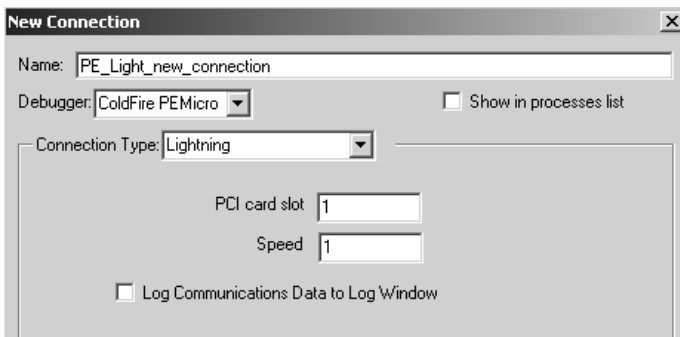 New Connection
Name: PE_Light_new_connection
Debugger: ColdFire PEMicro Show in processes list
Connection Type: Lightning
PCI card slot 1
Speed 1
Log Communications Data to Log Window